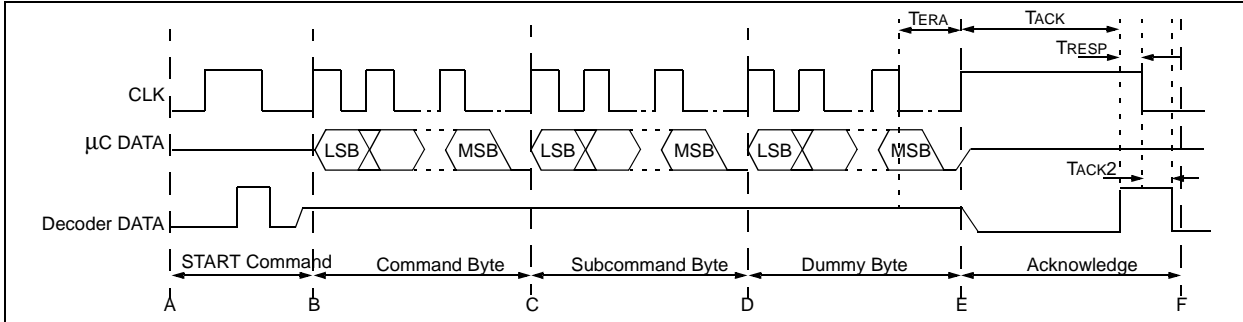 TERA
TACK
TRESP
CLK
μC DATA
LSB
MSB
LSB
MSB
LSB
MSB
TACK2
Decoder DATA
START Command
Command Byte
Subcommand Byte
Dummy Byte
Acknowledge
A
B
C
D
E
F